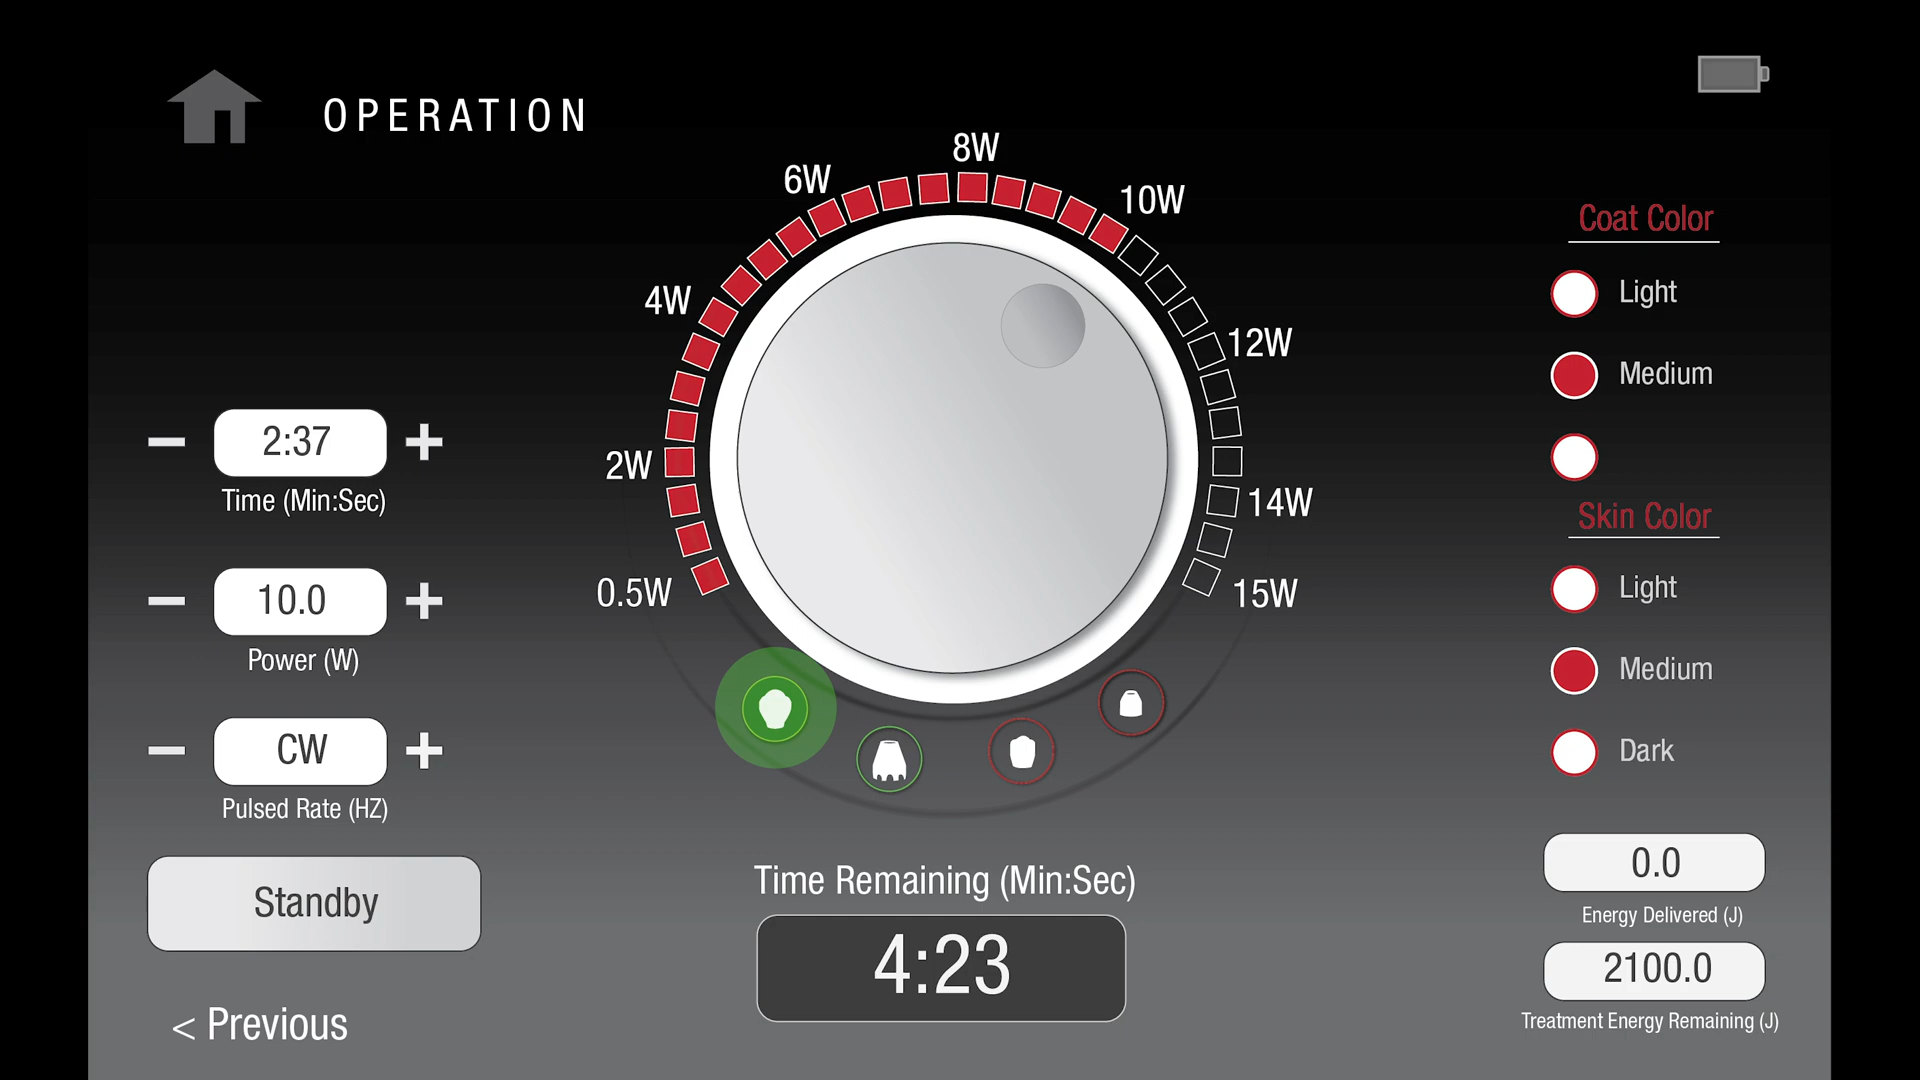 OPERATION
8W
6W
10W
4W
12W
2W
14W
0.5W
15W
2:37
Time (Min:Sec)
10.0
Power (W)
CW
Pulsed Rate (HZ)
Standby
< Previous
Time Remaining (Min:Sec)
4:23
Coat Color
Light
Medium
Skin Color
Light
Medium
Dark
0.0
Energy Delivered (J)
2100.0
Treatment Energy Remaining (J)